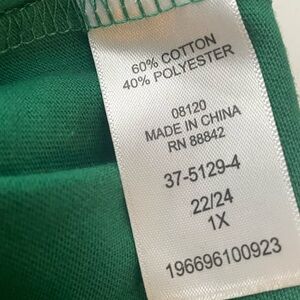 60% COTTON
40% POLYESTER
08120
MADE IN CHINA
RN 88842
37-5129-4
22/24
1X
196696100923